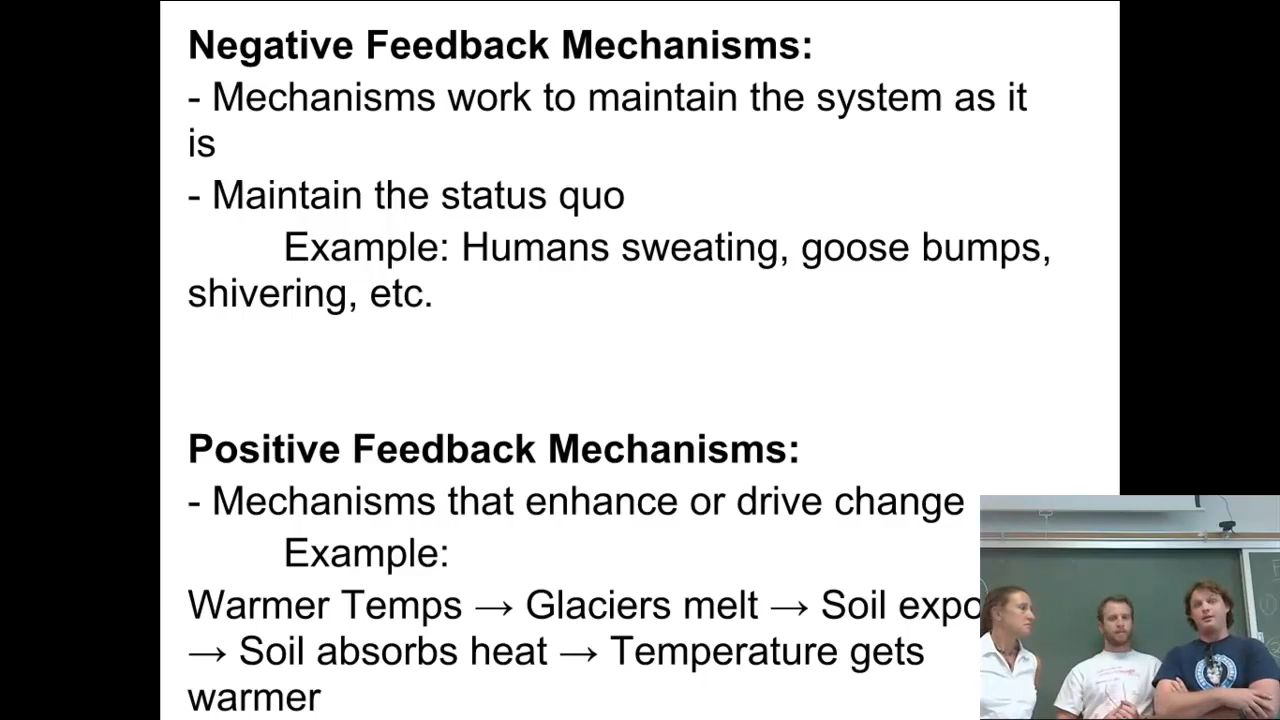 Negative Feedback Mechanisms:
- Mechanisms work to maintain the system as it
is
- Maintain the status quo
Example: Humans sweating, goose bumps,
shivering, etc.
Positive Feedback Mechanisms:
- Mechanisms that enhance or drive change
Example:
Warmer Temps → Glaciers melt → Soil expo
→ Soil absorbs heat → Temperature gets
warmer